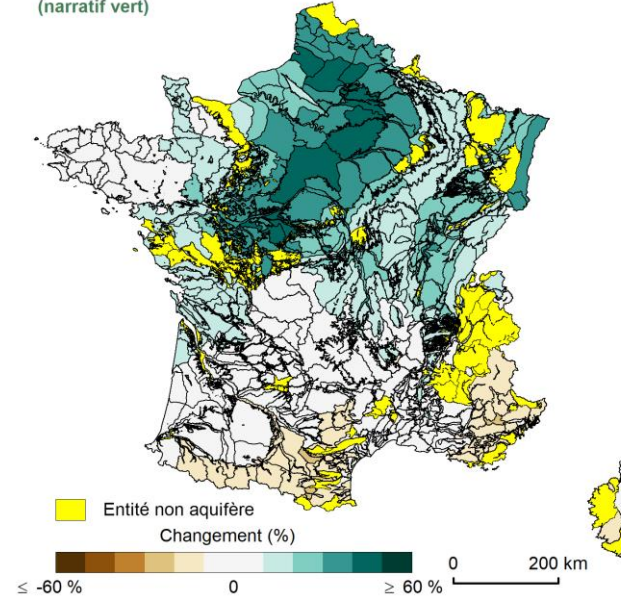 (narratif vert)
Entité non aquifère
Changement (%)
≤ -60 % 0 ≥ 60 %
0 200 km